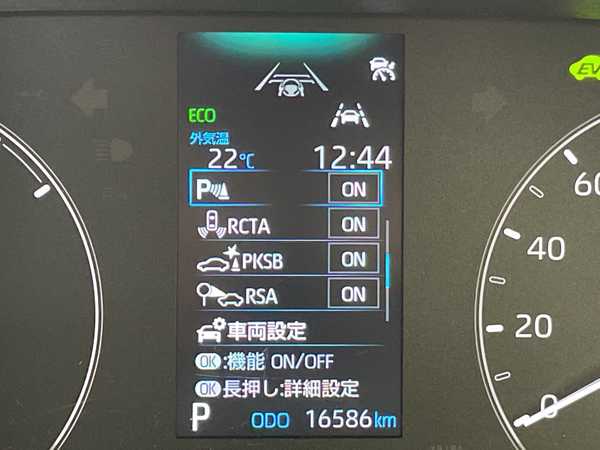 EV
ECO
外気温
22℃ 12:44
P ON
RCTA ON
PKSB ON
RSA ON
車両設定
OK:機能 ON/OFF
OK長押し:詳細設定
P ODO 16586km
60
40
20
0